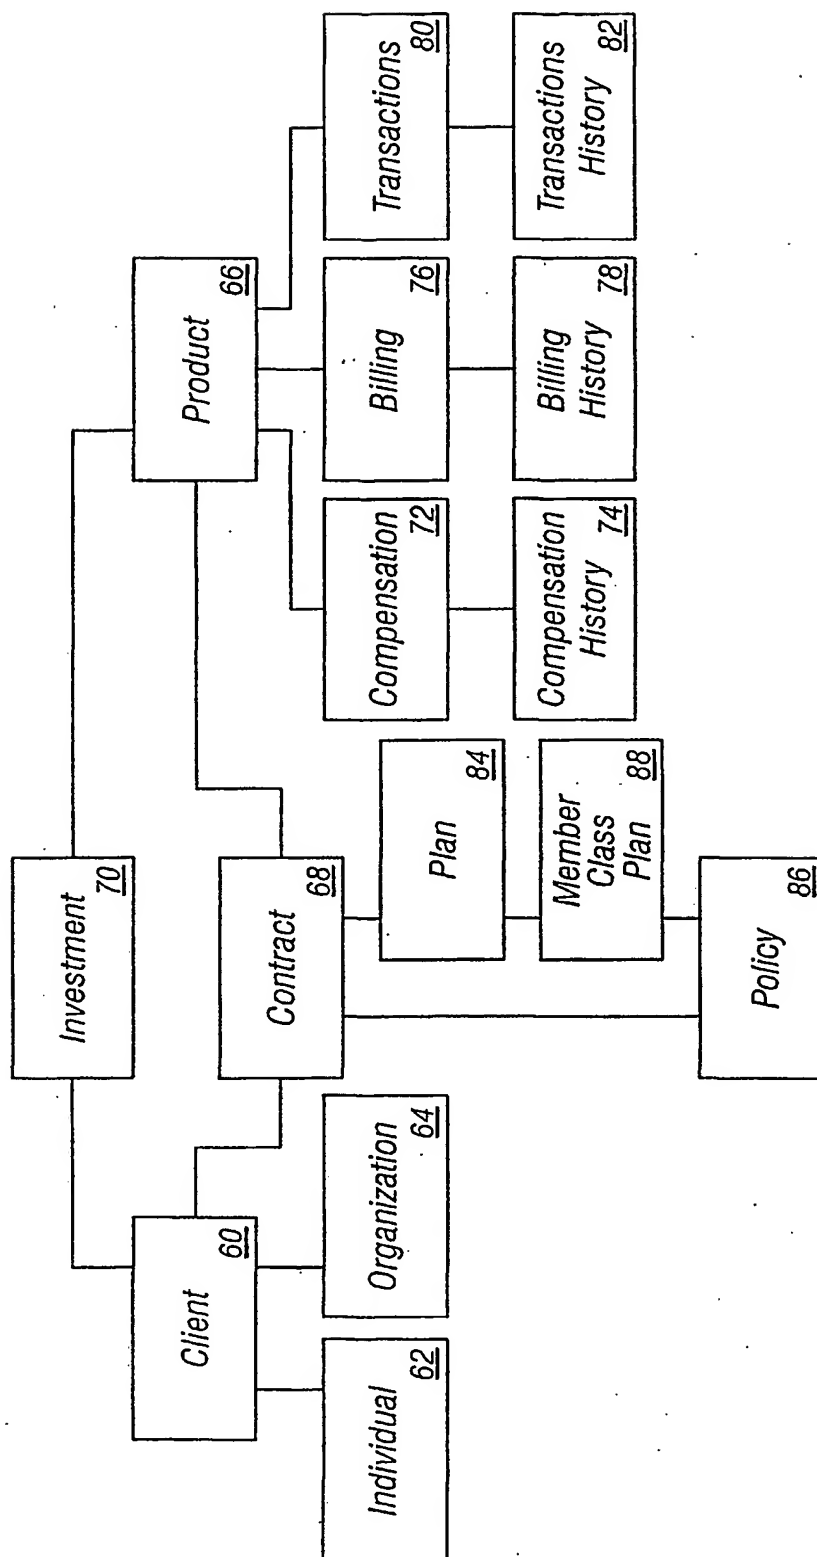 Investment
70
Client
60
Product
66
Contract
68
Individual
62
Organization
64
Plan
84
Compensation
72
Billing
76
Transactions
80
Member
Class
Plan
88
Compensation
History
74
Billing
History
78
Transactions
History
82
Policy
86